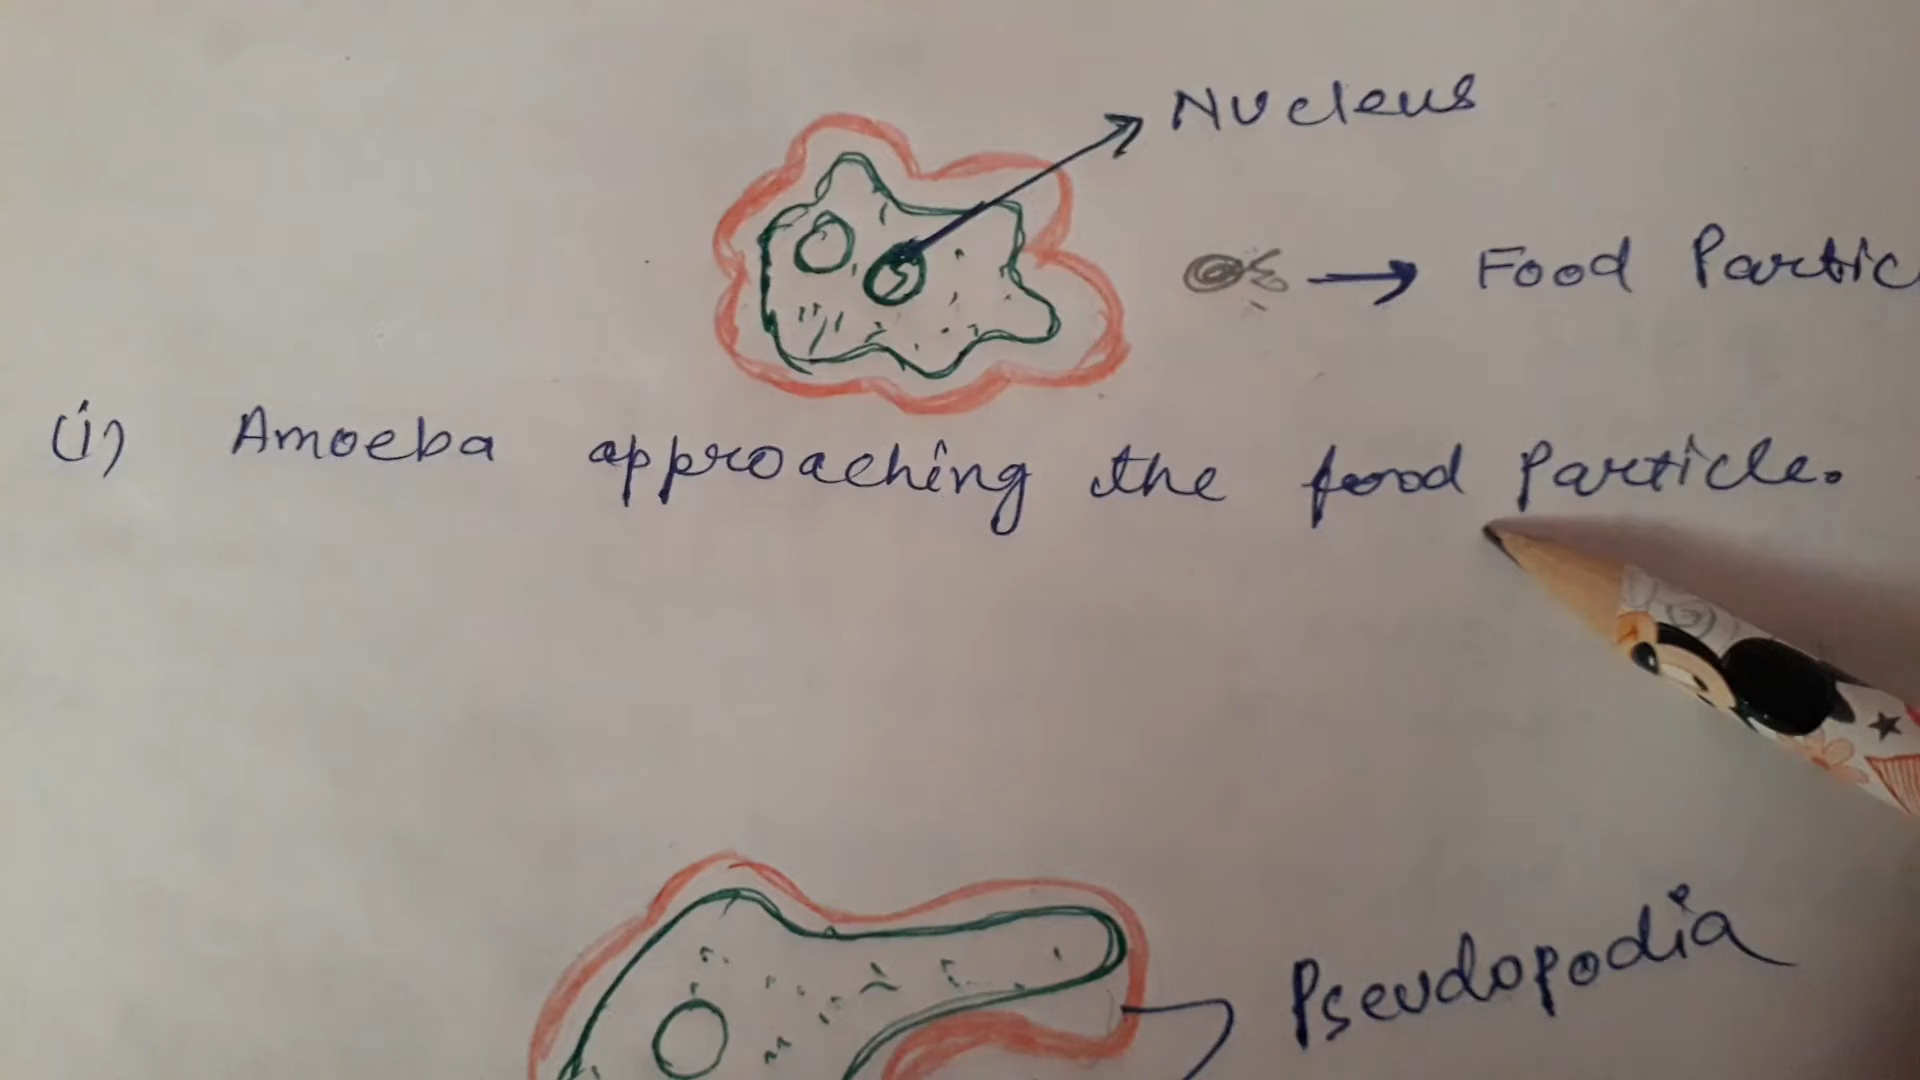 Nucleus
Food Partic
(i) Amoeba approaching the food particle.
Pseudopodia